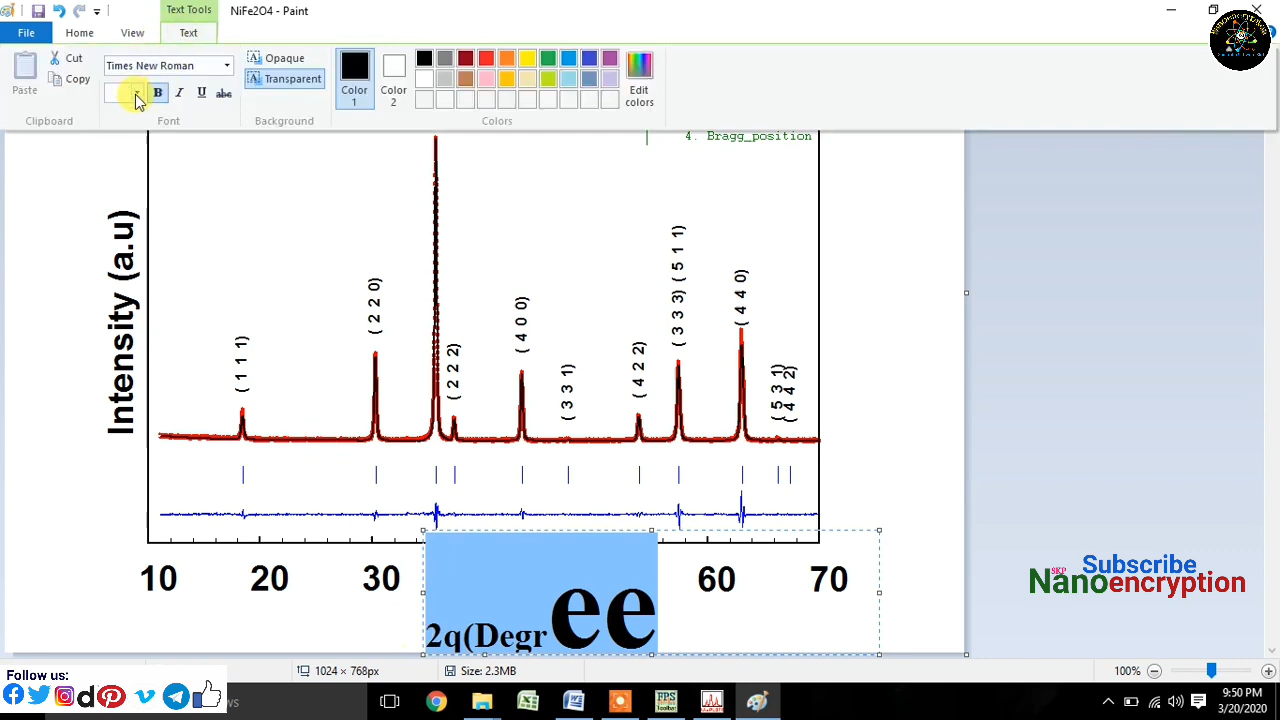 Text Tools
NiFe2O4 - Paint
File
Home
View
Text
Paste
Cut
Copy
Clipboard
Times New Roman
B I U abc
Font
Opaque
Transparent
Background
Color 1
Color 2
Edit colors
Colors
4. Bragg_position
Intensity (a.u)
( 1 1 1)
( 2 2 0)
( 2 2 2)
( 4 0 0)
( 3 3 1)
( 4 2 2)
( 3 3 3) ( 5 1 1)
( 4 4 0)
( 5 3 1)
( 4 4 2)
10 20 30 60 70
2q(Degree
Subscribe
SKP
Nanoencryption
Follow us:
1024 × 768px
Size: 2.3MB
100%
9:50 PM
3/20/2020